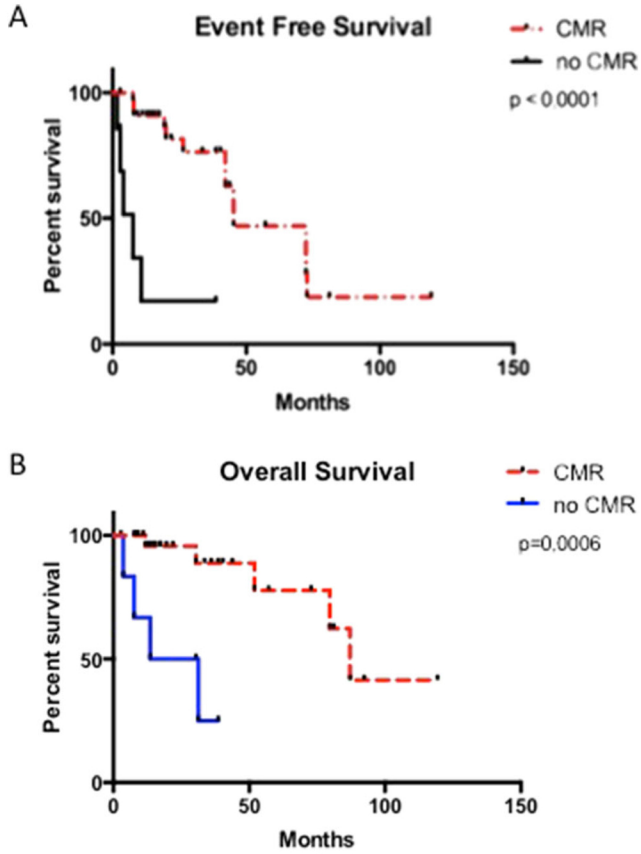 A
Event Free Survival
CMR
no CMR
p < 0.0001
100
50
0
Percent survival
0 50 100 150
Months
B
Overall Survival
CMR
no CMR
p=0.0006
100
50
0
Percent survival
0 50 100 150
Months